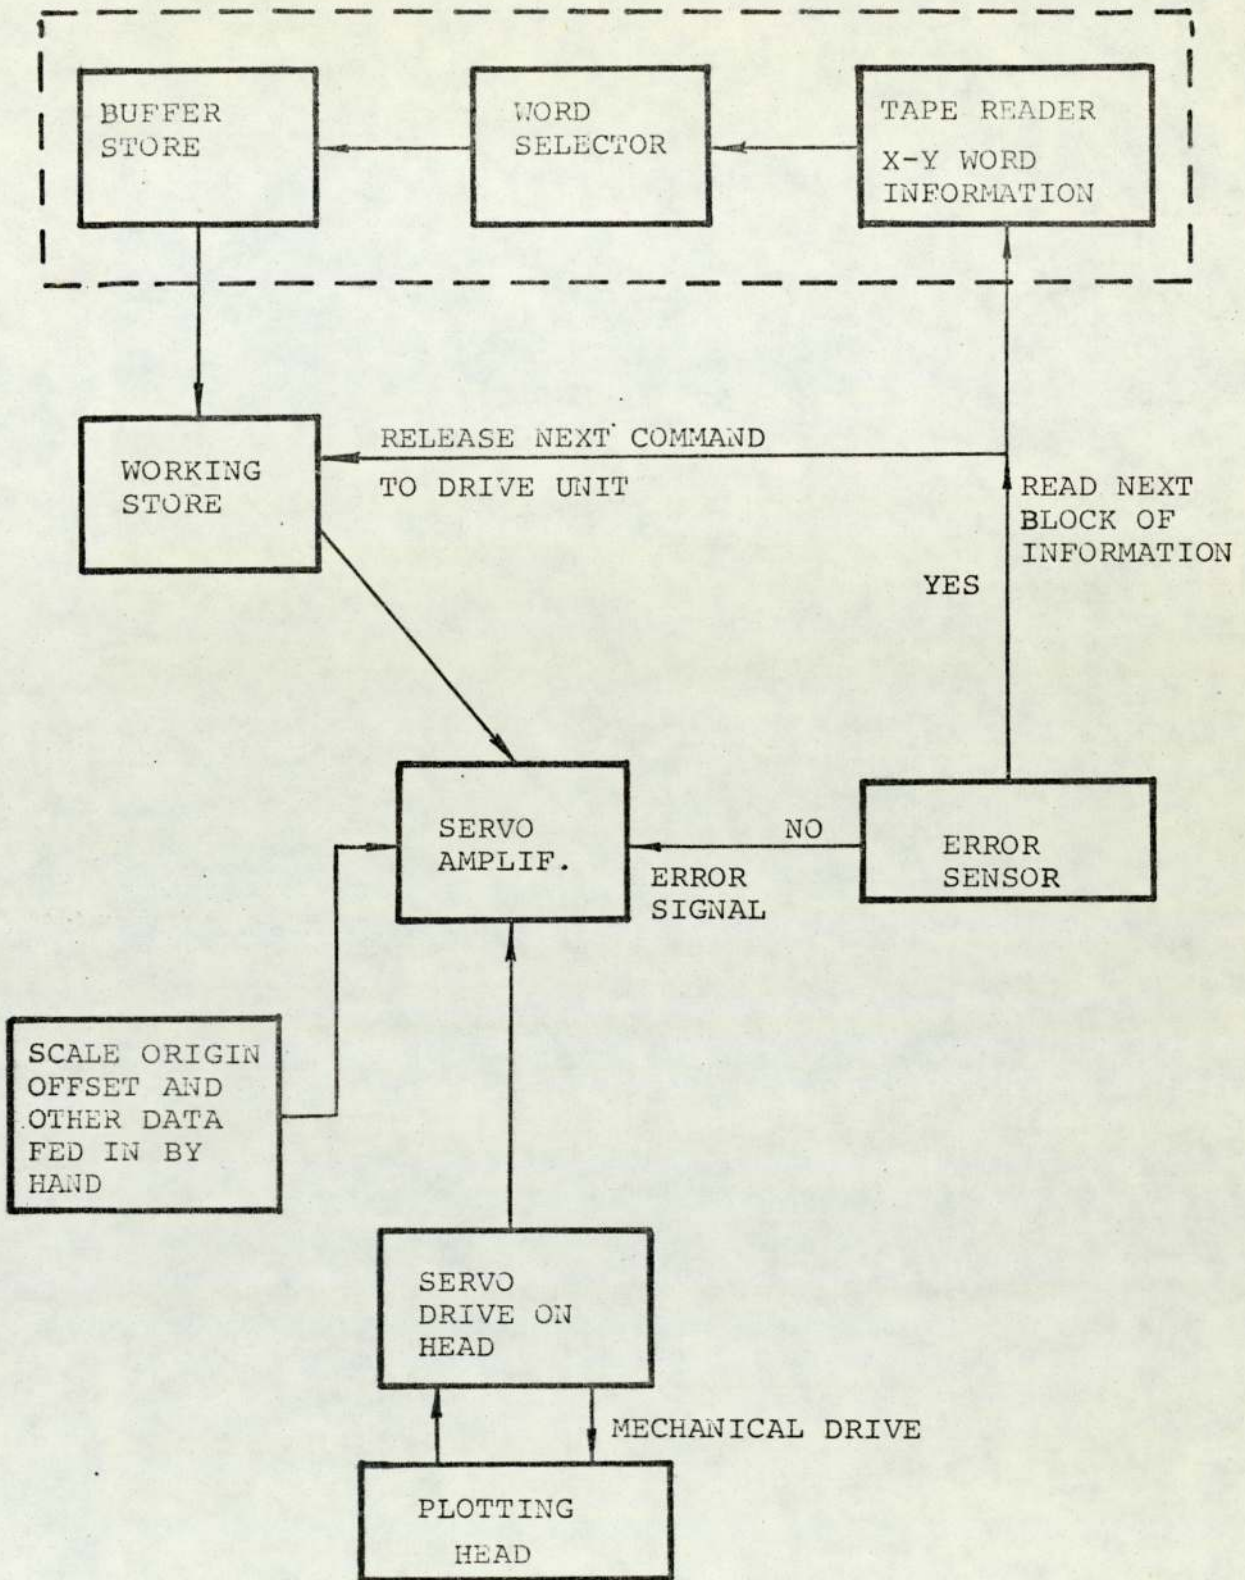 BUFFER
STORE
WORD
SELECTOR
TAPE READER
X-Y WORD
INFORMATION
RELEASE NEXT COMMAND
TO DRIVE UNIT
WORKING
STORE
READ NEXT
BLOCK OF
INFORMATION
YES
SERVO
AMPLIF.
NO
ERROR
SIGNAL
ERROR
SENSOR
SCALE ORIGIN
OFFSET AND
OTHER DATA
FED IN BY
HAND
SERVO
DRIVE ON
HEAD
MECHANICAL DRIVE
PLOTTING
HEAD